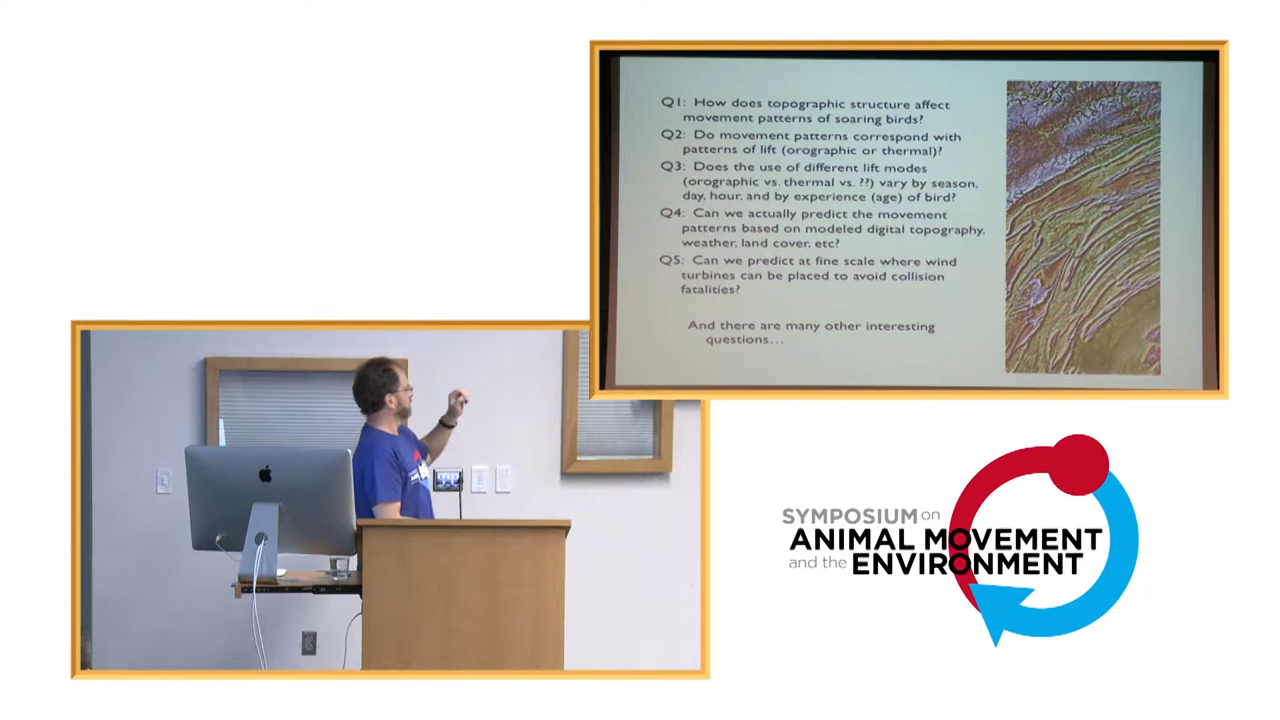 Q1: How does topographic structure affect
movement patterns of soaring birds?
Q2: Do movement patterns correspond with
patterns of lift (orographic or thermal)?
Q3: Does the use of different lift modes
(orographic vs. thermal vs. ??) vary by season,
day, hour, and by experience (age) of bird?
Q4: Can we actually predict the movement
patterns based on modeled digital topography,
weather, land cover, etc?
Q5: Can we predict at fine scale where wind
turbines can be placed to avoid collision
fatalities?
And there are many other interesting
questions...
SYMPOSIUM on
ANIMAL MOVEMENT
and the ENVIRONMENT